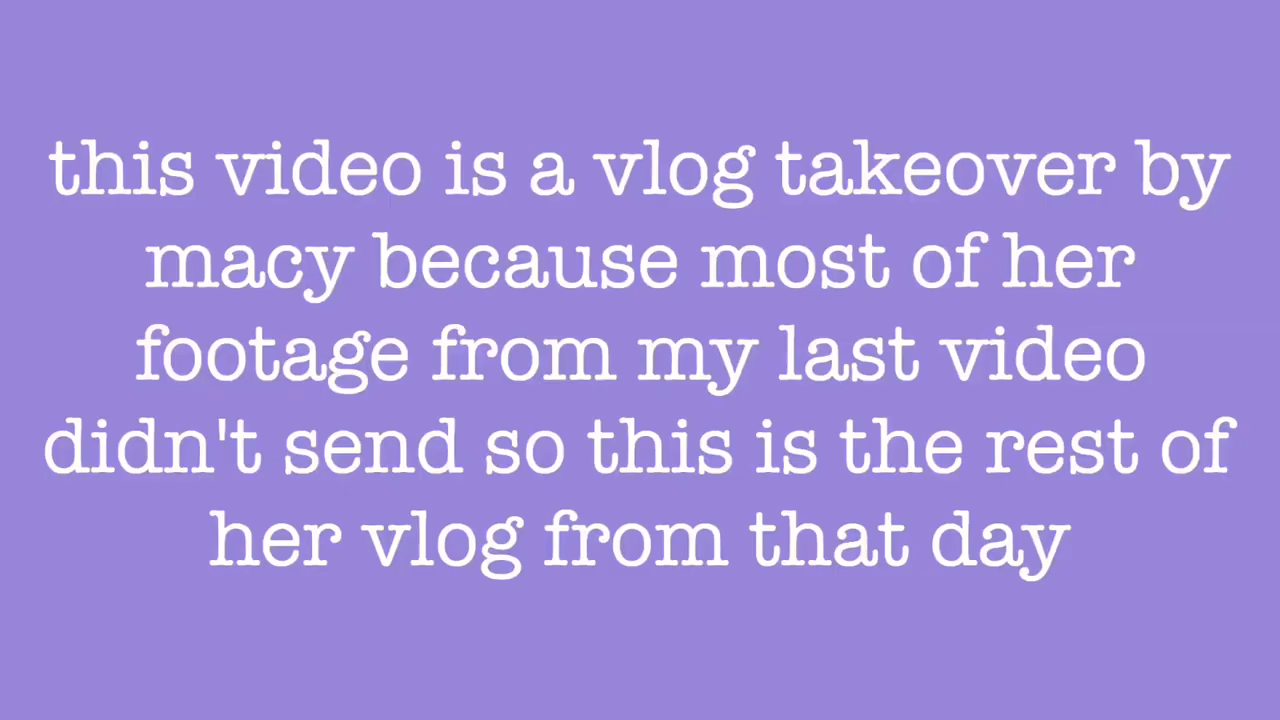 this video is a vlog takeover by
macy because most of her
footage from my last video
didn't send so this is the rest of
her vlog from that day